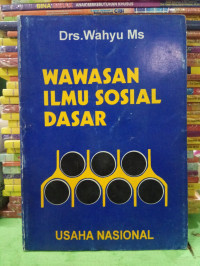 Drs.Wahyu Ms
WAWASAN
ILMU SOSIAL
DASAR
USAHA NASIONAL